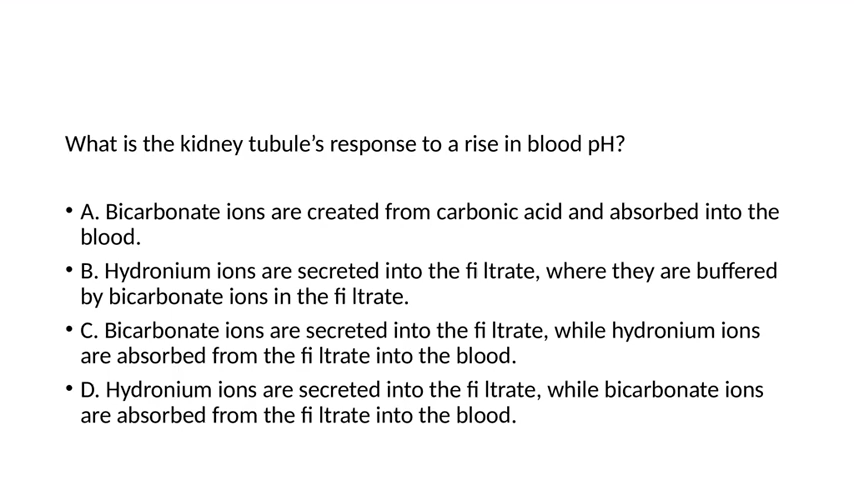 What is the kidney tubule’s response to a rise in blood pH?
• A. Bicarbonate ions are created from carbonic acid and absorbed into the
blood.
• B. Hydronium ions are secreted into the fi ltrate, where they are buffered
by bicarbonate ions in the fi ltrate.
• C. Bicarbonate ions are secreted into the fi ltrate, while hydronium ions
are absorbed from the fi ltrate into the blood.
• D. Hydronium ions are secreted into the fi ltrate, while bicarbonate ions
are absorbed from the fi ltrate into the blood.